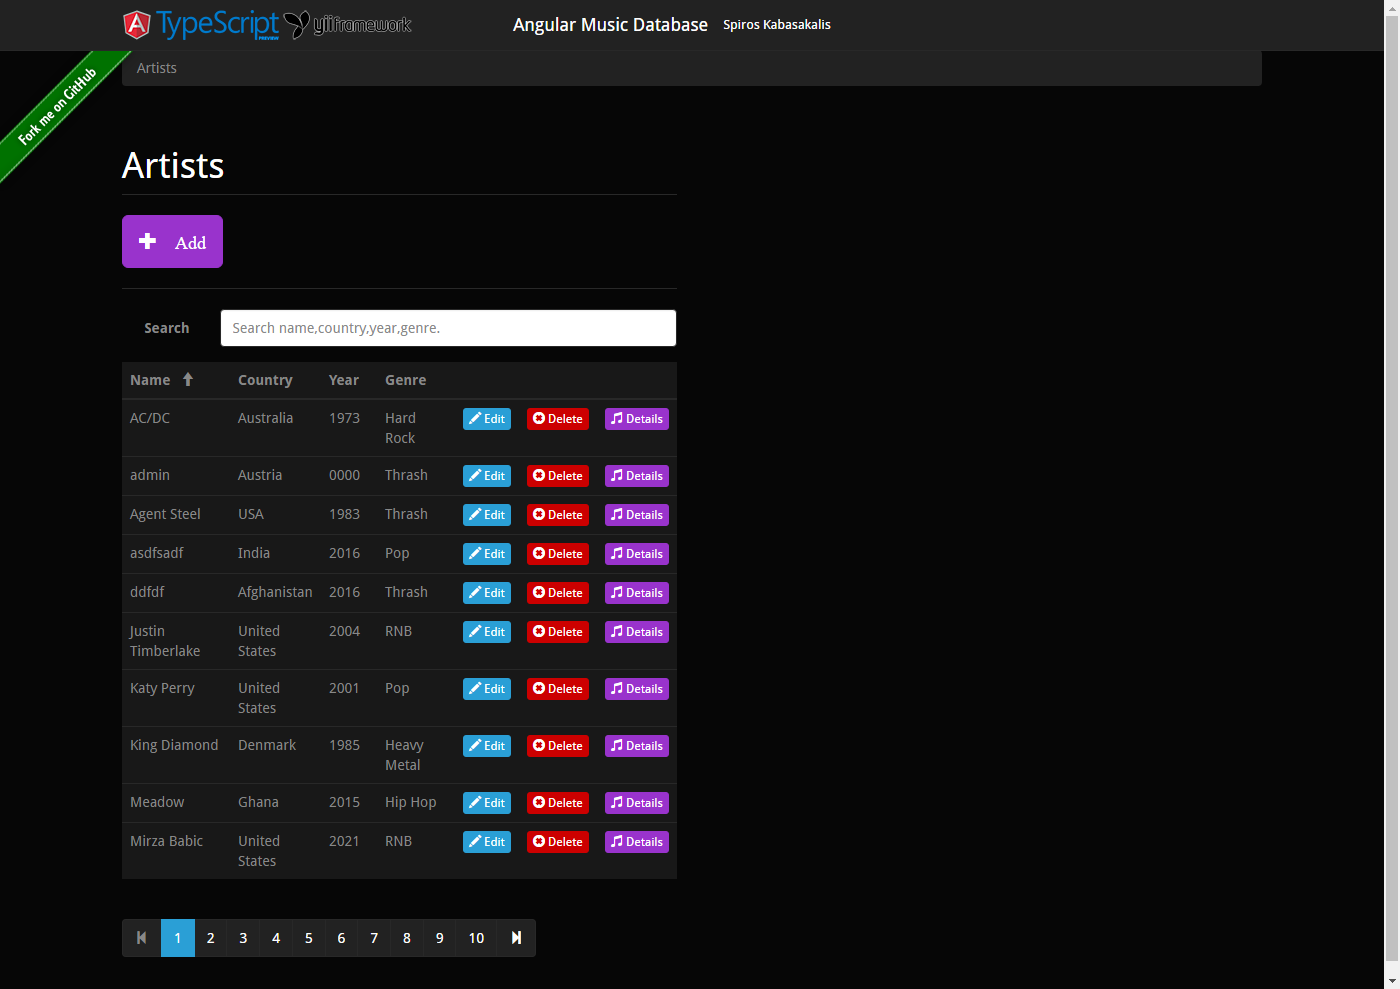 TypeScript PREVIEW yiiframework Angular Music Database Spiros Kabasakalis
Artists
Fork me on GitHub
Artists
Add
Search Search name,country,year,genre.
Name Country Year Genre
AC/DC Australia 1973 Hard Edit Delete Details
Rock
admin Austria 0000 Thrash Edit Delete Details
Agent Steel USA 1983 Thrash Edit Delete Details
asdfsadf India 2016 Pop Edit Delete Details
ddfdf Afghanistan 2016 Thrash Edit Delete Details
Justin United 2004 RNB Edit Delete Details
Timberlake States
Katy Perry United 2001 Pop Edit Delete Details
States
King Diamond Denmark 1985 Heavy Edit Delete Details
Metal
Meadow Ghana 2015 Hip Hop Edit Delete Details
Mirza Babic United 2021 RNB Edit Delete Details
States
1 2 3 4 5 6 7 8 9 10